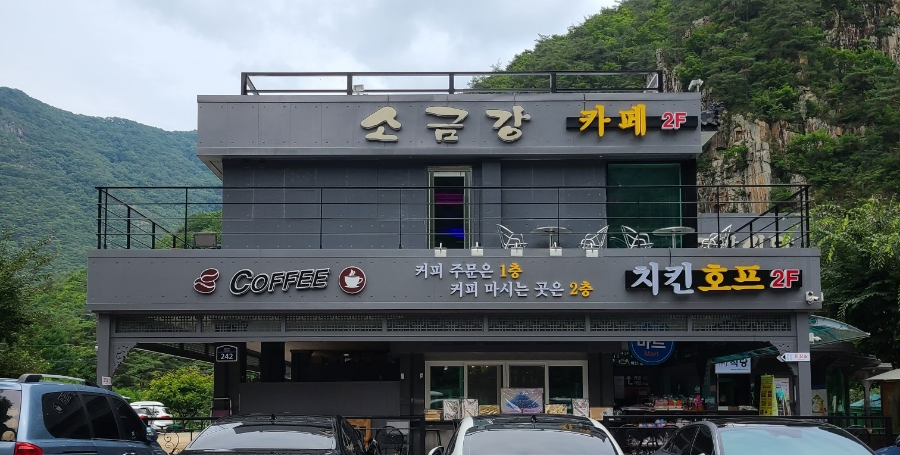 소금강 카페 2F
COFFEE
커피 주문은 1층
커피 마시는 곳은 2층
치킨호프 2F
242
마트
Mart